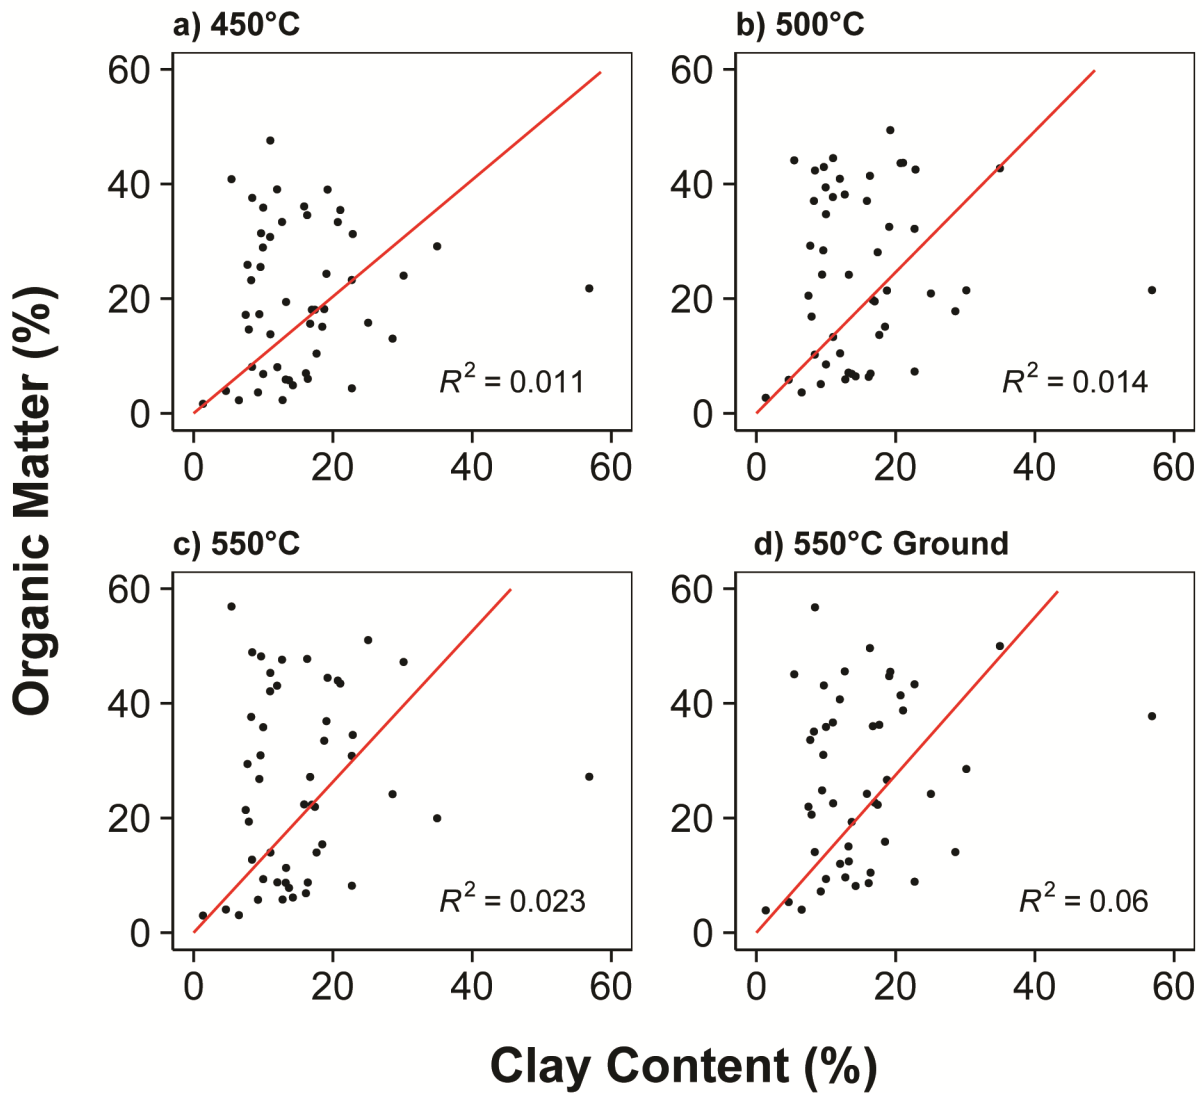 a) 450°C
60
40
20
0
R² = 0.011
0 20 40 60
b) 500°C
60
40
20
0
R² = 0.014
0 20 40 60
c) 550°C
60
40
20
0
R² = 0.023
0 20 40 60
d) 550°C Ground
60
40
20
0
R² = 0.06
0 20 40 60
Organic Matter (%)
Clay Content (%)